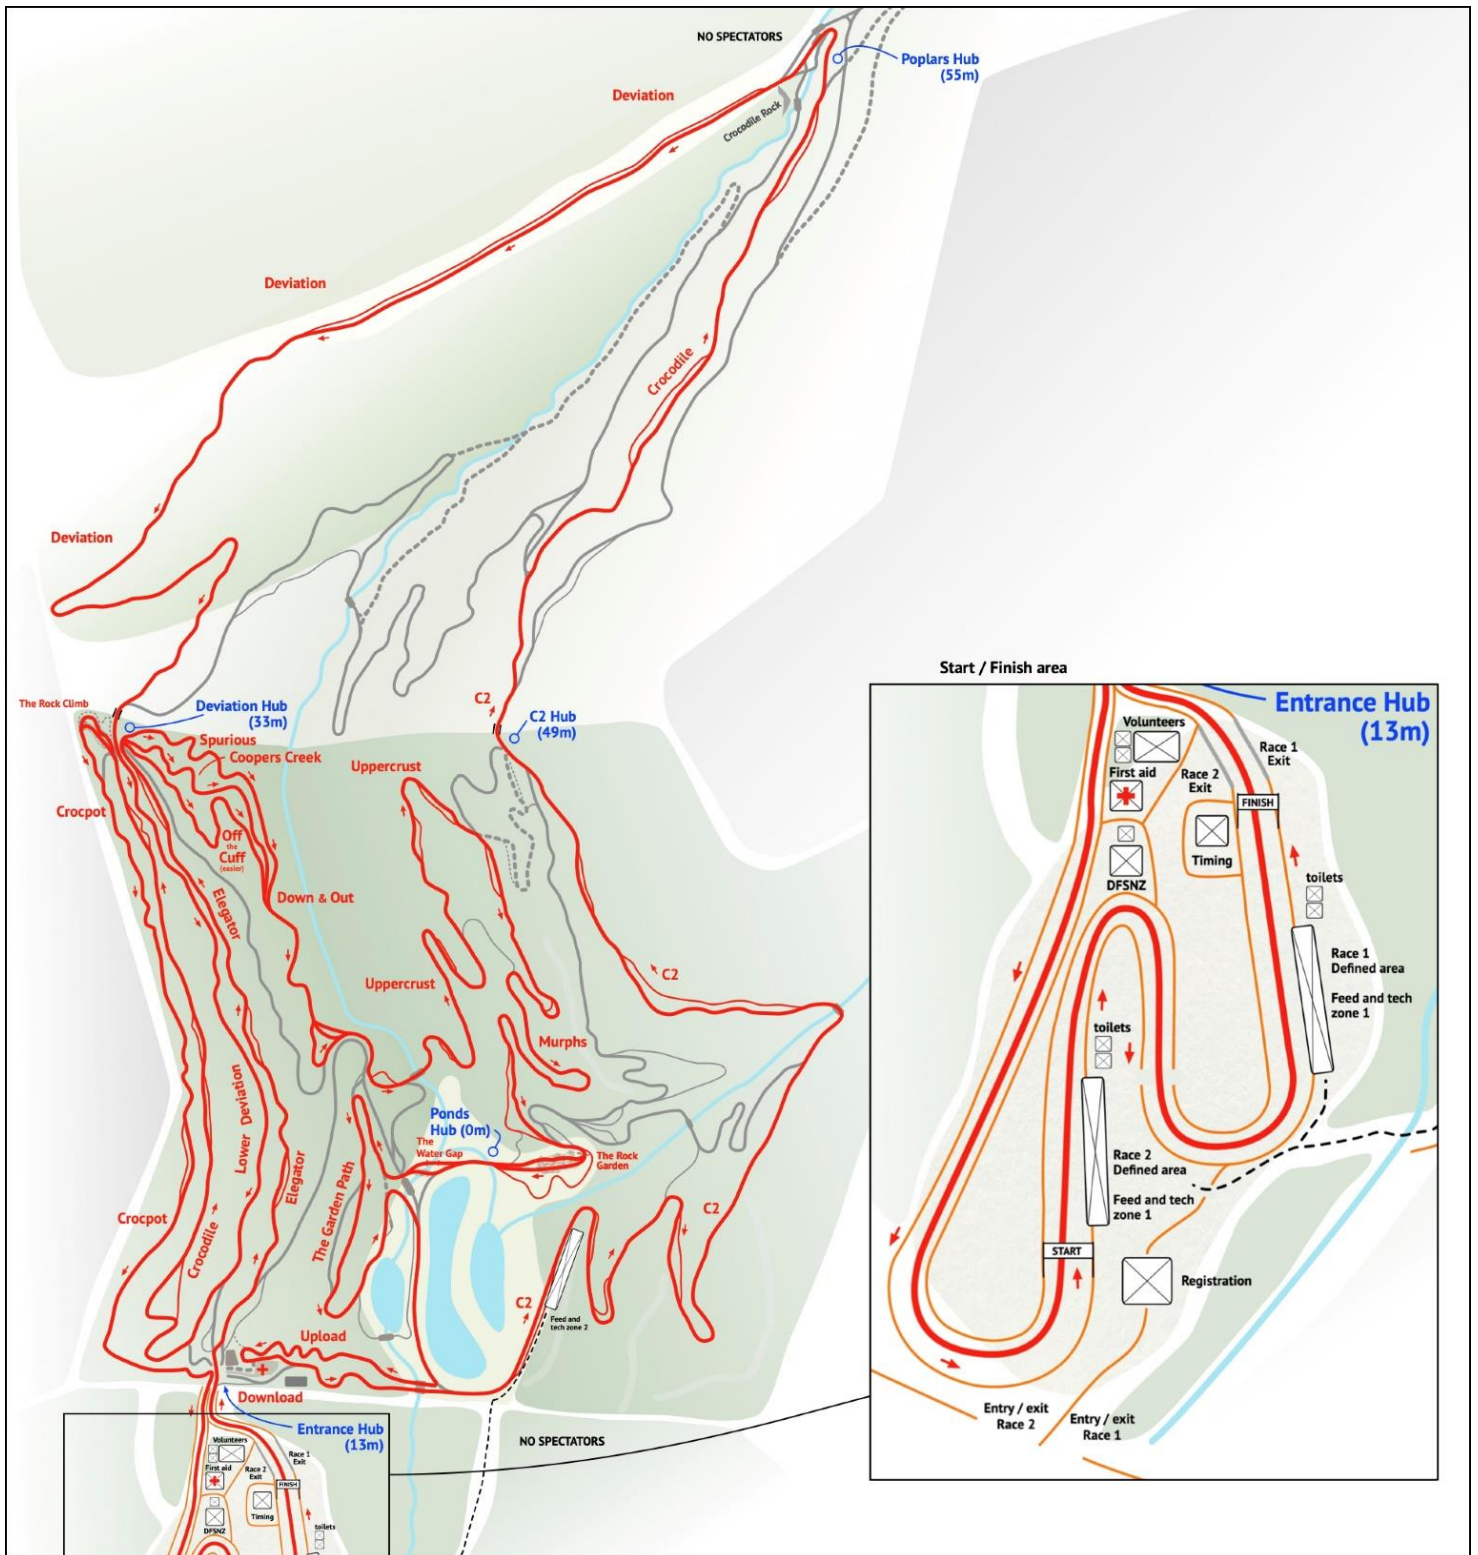 NO SPECTATORS
Poplars Hub
(55m)
Deviation
Crocodile Rock
Deviation
Crocodile
Deviation
The Rock Climb
Deviation Hub
(33m)
C2
C2 Hub
(49m)
Spurious
Coopers Creek
Uppercrust
Crocpot
Off
the
Cuff
(easier)
Elegator
Down & Out
Uppercrust
C2
Murphs
Lower Deviation
Ponds
Hub (0m)
The
Water Gap
The Rock
Garden
Elegator
The Garden Path
C2
Crocpot
Crocodile
C2
Feed and
tech zone 2
Upload
Download
Entrance Hub
(13m)
NO SPECTATORS
Volunteers
First aid
Race 2
Exit
Race 1
Exit
FINISH
Timing
DFSNZ
toilets
Start / Finish area
Entrance Hub
(13m)
Volunteers
Race 1
Exit
First aid
Race 2
Exit
FINISH
Timing
DFSNZ
toilets
Race 1
Defined area
Feed and tech
zone 1
toilets
Race 2
Defined area
Feed and tech
zone 1
START
Registration
Entry / exit
Race 2
Entry / exit
Race 1